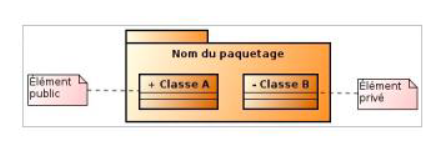 Nom du paquetage
Élément
public
+ Classe A
- Classe B
Élément
privé